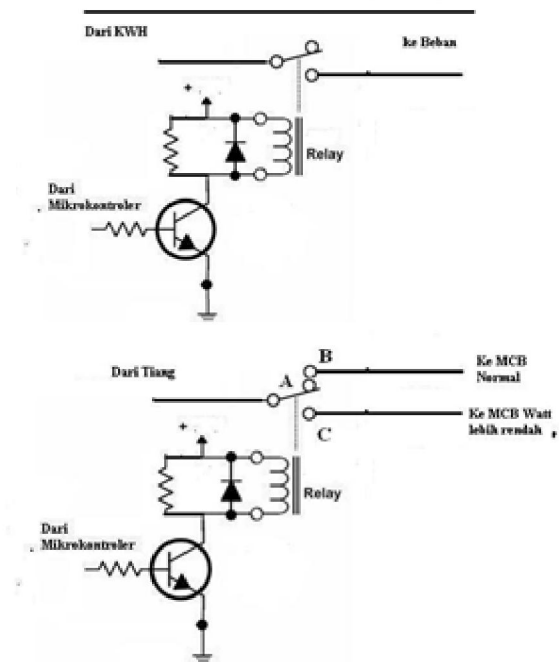 Dari KWH
ke Beban
+
Relay
Dari
Mikrokontroler
B
Ke MCB
Normal
Dari Tiang
A
Ke MCB Watt
lebih rendah
C
+
Relay
Dari
Mikrokontroler